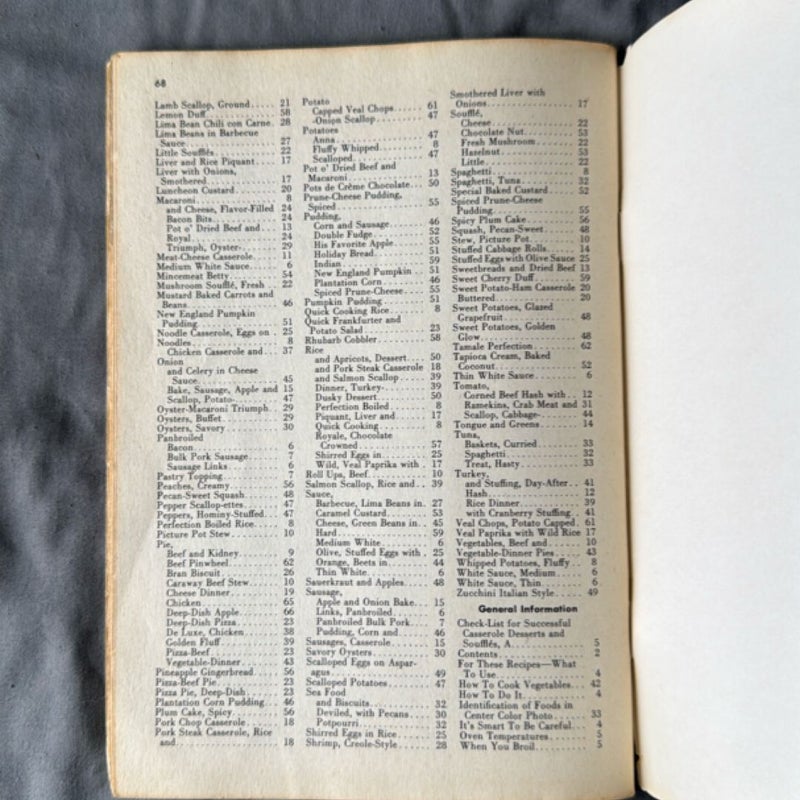 68
Lamb Scallop, Ground..... 21
Lemon Duff............... 58
Lima Bean Chili con Carne. 28
Lima Beans in Barbecue
Sauce................... 27
Little Soufflés............ 22
Liver and Rice Piquant.... 17
Liver with Onions,
Smothered............... 17
Luncheon Custard......... 20
Macaroni................. 8
and Cheese, Flavor-Filled 24
Bacon Bits.............. 24
Pot o' Dried Beef and.... 13
Royal................... 24
Triumph, Oyster-........ 29
Meat-Cheese Casserole..... 11
Medium White Sauce...... 6
Mincemeat Betty.......... 54
Mushroom Soufflé, Fresh .. 22
Mustard Baked Carrots and
Beans................... 46
New England Pumpkin
Pudding................. 51
Noodle Casserole, Eggs on . 25
Noodles.................. 8
Chicken Casserole and... 37
Onion
and Celery in Cheese
Sauce................. 45
Bake, Sausage, Apple and 15
Scallop, Potato-......... 47
Oyster-Macaroni Triumph. 29
Oysters, Buffet........... 29
Oysters, Savory........... 30
Panbroiled
Bacon................... 6
Bulk Pork Sausage....... 7
Sausage Links........... 6
Pastry Topping........... 7
Peaches, Creamy.......... 56
Pecan-Sweet Squash....... 48
Pepper Scallop-ettes....... 47
Peppers, Hominy-Stuffed... 47
Perfection Boiled Rice..... 8
Picture Pot Stew.......... 10
Pie,
Beef and Kidney......... 9
Beef Pinwheel........... 62
Bran Biscuit............ 26
Caraway Beef Stew...... 10
Cheese Dinner........... 19
Chicken................. 65
Deep-Dish Apple........ 66
Deep-Dish Pizza........ 23
De Luxe, Chicken....... 38
Golden Fluff............ 39
Pizza-Beef.............. 23
Vegetable-Dinner........ 43
Pineapple Gingerbread..... 56
Pizza-Beef Pie............ 23
Pizza Pie, Deep-Dish...... 23
Plantation Corn Pudding... 46
Plum Cake, Spicy......... 56
Pork Chop Casserole...... 18
Pork Steak Casserole, Rice
and..................... 18
Potato
Capped Veal Chops...... 61
-Onion Scallop.......... 47
Potatoes
Anna................... 47
Fluffy Whipped.......... 8
Scalloped............... 47
Pot o' Dried Beef and
Macaroni............... 13
Pots de Crème Chocolate... 50
Prune-Cheese Pudding,
Spiced.................. 55
Pudding,
Corn and Sausage....... 46
Double Fudge........... 52
His Favorite Apple....... 55
Holiday Bread........... 51
Indian.................. 59
New England Pumpkin .. 51
Plantation Corn......... 46
Spiced Prune-Cheese..... 55
Pumpkin Pudding......... 51
Quick Cooking Rice....... 8
Quick Frankfurter and
Potato Salad............ 23
Rhubarb Cobbler.......... 58
Rice
and Apricots, Dessert.... 50
and Pork Steak Casserole 18
and Salmon Scallop...... 39
Dinner, Turkey-......... 39
Dusky Dessert........... 50
Perfection Boiled........ 8
Piquant, Liver and....... 17
Quick Cooking........... 8
Royale, Chocolate
Crowned............... 57
Shirred Eggs in.......... 25
Wild, Veal Paprika with . 17
Roll Ups, Beef............ 10
Salmon Scallop, Rice and .. 39
Sauce,
Barbecue, Lima Beans in. 27
Caramel Custard......... 53
Cheese, Green Beans in.. 45
Hard................... 59
Medium White........... 6
Olive, Stuffed Eggs with . 25
Orange, Beets in......... 44
Thin White.............. 6
Sauerkraut and Apples..... 48
Sausage,
Apple and Onion Bake... 15
Links, Panbroiled........ 6
Panbroiled Bulk Pork.... 7
Pudding, Corn and ...... 46
Sausages, Casserole....... 15
Savory Oysters........... 30
Scalloped Eggs on Aspar-
agus.................... 49
Scalloped Potatoes........ 47
Sea Food
and Biscuits............. 32
Deviled, with Pecans..... 30
Potpourri............... 32
Shirred Eggs in Rice...... 25
Shrimp, Creole-Style...... 28
Smothered Liver with
Onions.................. 17
Soufflé,
Cheese.................. 22
Chocolate Nut........... 53
Fresh Mushroom......... 22
Hazelnut................ 53
Little................... 22
Spaghetti................ 8
Spaghetti, Tuna........... 32
Special Baked Custard..... 52
Spiced Prune-Cheese
Pudding................. 55
Spicy Plum Cake......... 56
Squash, Pecan-Sweet...... 48
Stew, Picture Pot......... 10
Stuffed Cabbage Rolls..... 14
Stuffed Eggs with Olive Sauce 25
Sweetbreads and Dried Beef 13
Sweet Cherry Duff........ 59
Sweet Potato-Ham Casserole 20
Buttered................ 20
Sweet Potatoes, Glazed
Grapefruit............... 48
Sweet Potatoes, Golden
Glow.................... 48
Tamale Perfection......... 62
Tapioca Cream, Baked
Coconut................. 52
Thin White Sauce......... 6
Tomato,
Corned Beef Hash with.. 12
Ramekins, Crab Meat and 31
Scallop, Cabbage-........ 44
Tongue and Greens....... 14
Tuna,
Baskets, Curried......... 33
Spaghetti............... 32
Treat, Hasty............. 33
Turkey,
and Stuffing, Day-After.. 41
Hash.................... 12
Rice Dinner............. 39
with Cranberry Stuffing.. 41
Veal Chops, Potato Capped. 61
Veal Paprika with Wild Rice 17
Vegetables, Beef and....... 10
Vegetable-Dinner Pies..... 43
Whipped Potatoes, Fluffy.. 8
White Sauce, Medium..... 6
White Sauce, Thin........ 6
Zucchini Italian Style...... 49
General Information
Check-List for Successful
Casserole Desserts and
Soufflés, A.............. 5
Contents................. 2
For These Recipes—What
To Use.................. 4
How To Cook Vegetables... 42
How To Do It............. 4
Identification of Foods in
Center Color Photo...... 33
It's Smart To Be Careful... 4
Oven Temperatures........ 5
When You Broil........... 5